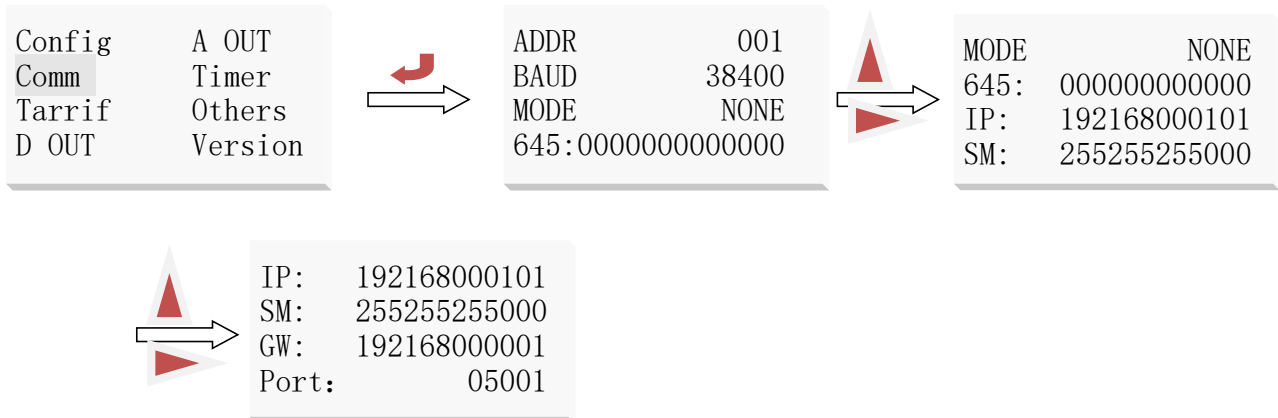 Config A OUT
Comm Timer
Tarrif Others
D OUT Version
ADDR 001
BAUD 38400
MODE NONE
645:0000000000000
MODE NONE
645: 000000000000
IP: 192168000101
SM: 255255255000
IP: 192168000101
SM: 255255255000
GW: 192168000001
Port: 05001